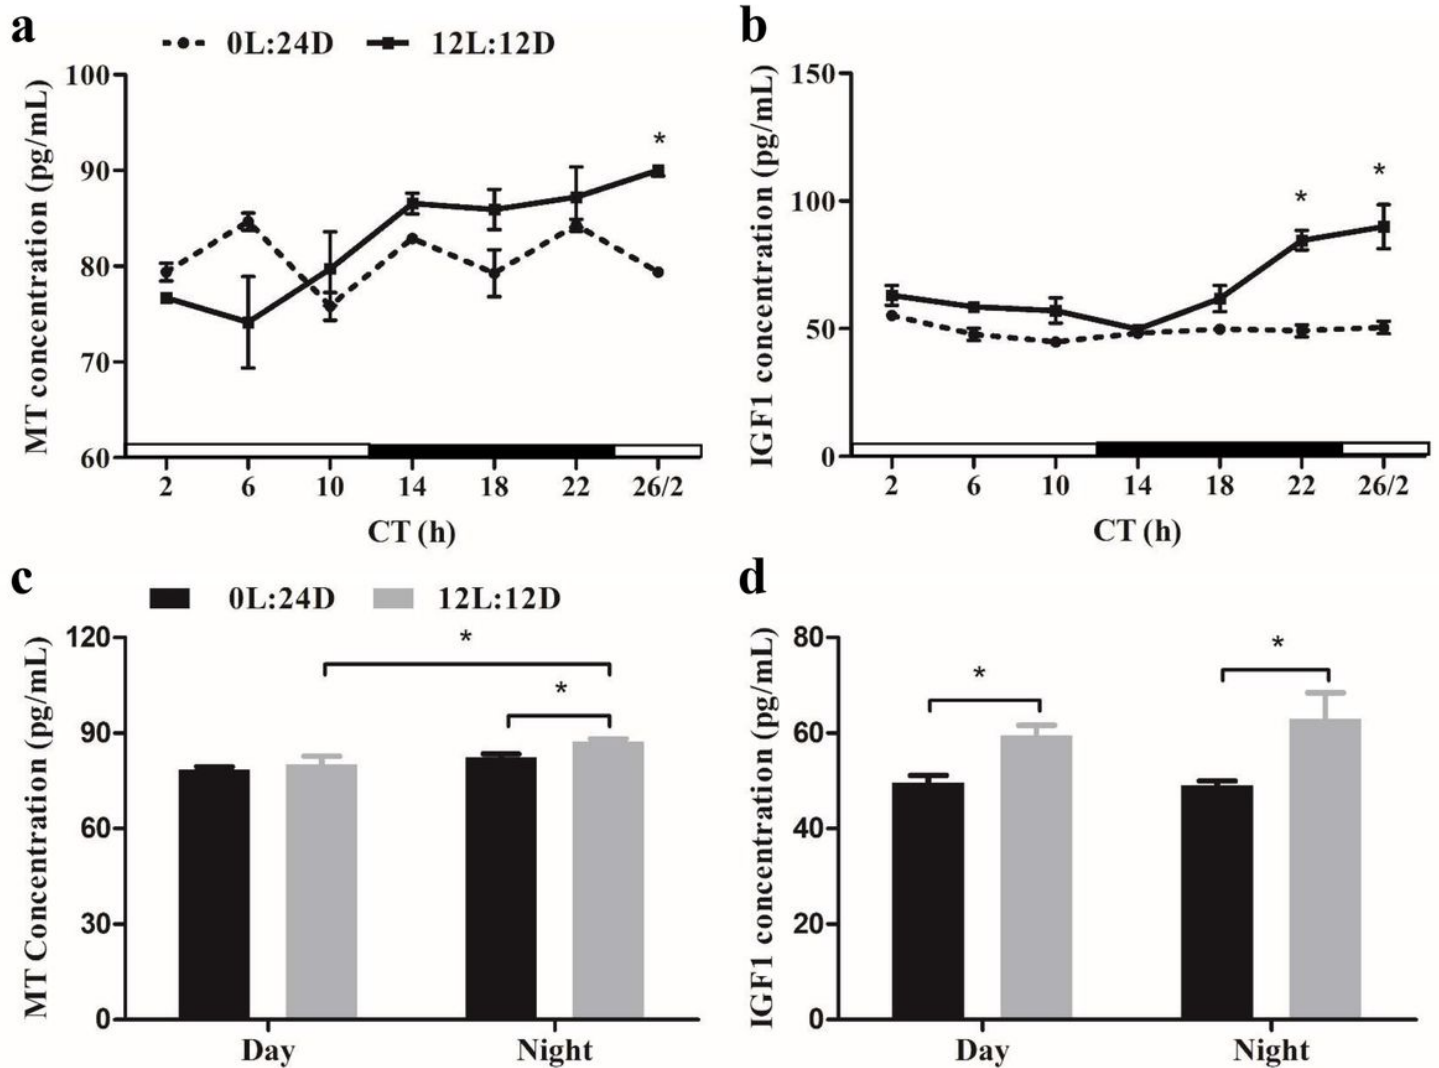 a
0L:24D 12L:12D
MT concentration (pg/mL)
100
90
80
70
60
*
2 6 10 14 18 22 26/2
CT (h)
b
IGF1 concentration (pg/mL)
150
100
50
0
* *
2 6 10 14 18 22 26/2
CT (h)
c
0L:24D 12L:12D
MT Concentration (pg/mL)
120
90
60
30
0
*
*
Day Night
d
IGF1 concentration (pg/mL)
80
60
40
20
0
* *
Day Night